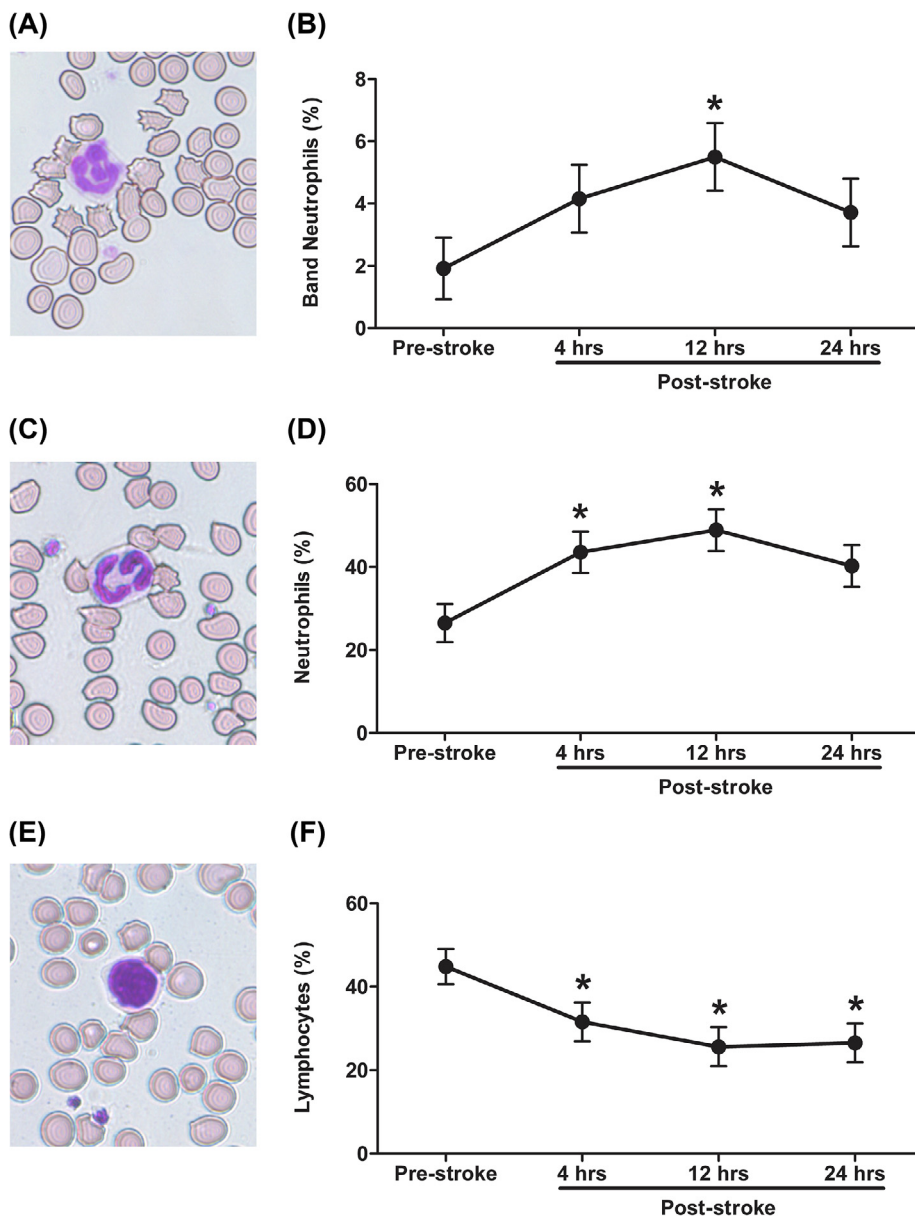 (A)
(B)
Band Neutrophils (%)
8
*
6
4
2
0
Pre-stroke 4 hrs 12 hrs 24 hrs
Post-stroke
(C)
(D)
Neutrophils (%)
60
* *
40
20
0
Pre-stroke 4 hrs 12 hrs 24 hrs
Post-stroke
(E)
(F)
Lymphocytes (%)
60
40
* * *
20
0
Pre-stroke 4 hrs 12 hrs 24 hrs
Post-stroke